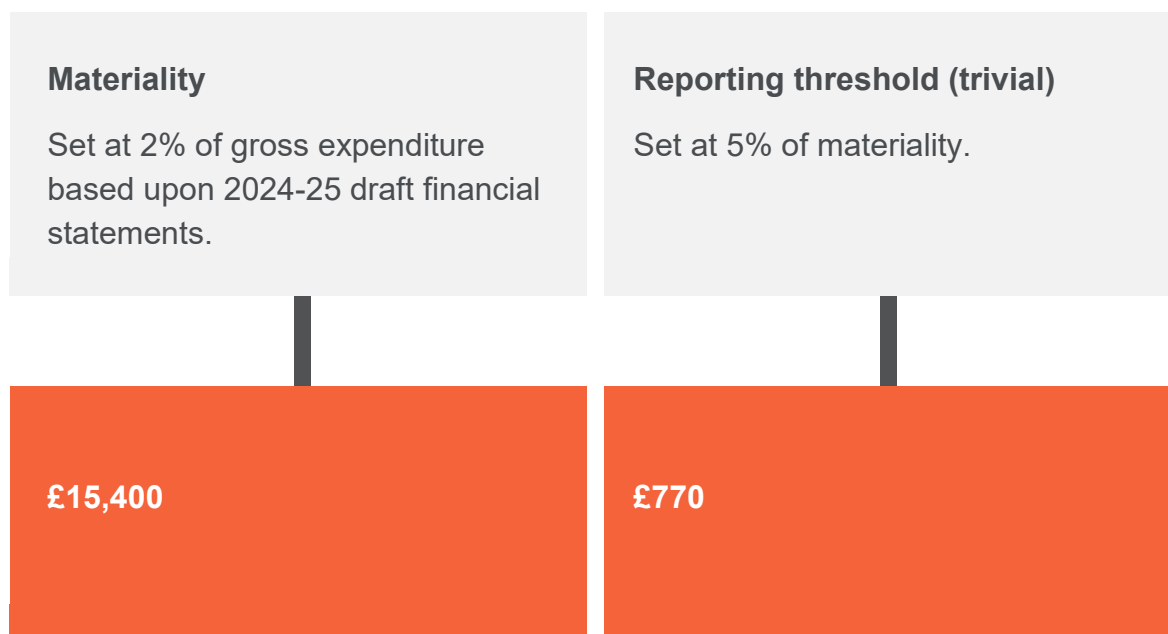 Materiality
Set at 2% of gross expenditure
based upon 2024-25 draft financial
statements.
£15,400
Reporting threshold (trivial)
Set at 5% of materiality.
£770